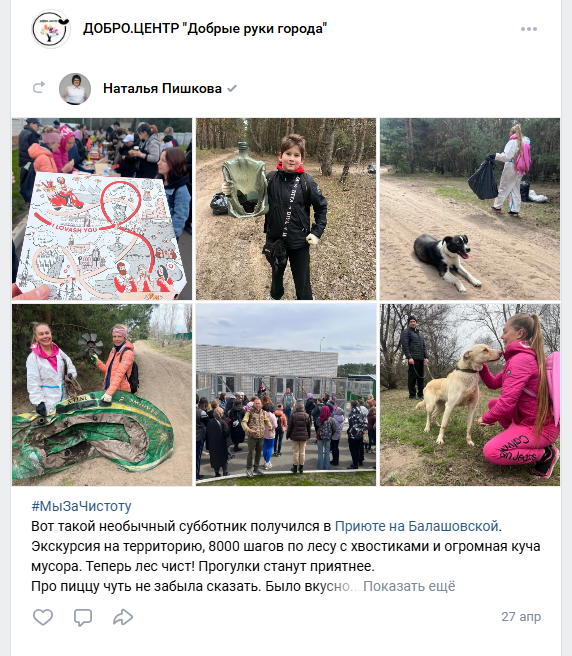 ДОБРО.ЦЕНТР "Добрые руки города"
Наталья Пишкова
I LOVASH YOU
#МыЗаЧистоту
Вот такой необычный субботник получился в Приюте на Балашовской.
Экскурсия на территорию, 8000 шагов по лесу с хвостиками и огромная куча
мусора. Теперь лес чист! Прогулки станут приятнее.
Про пиццу чуть не забыла сказать. Было вкусно... Показать ещё
27 апр